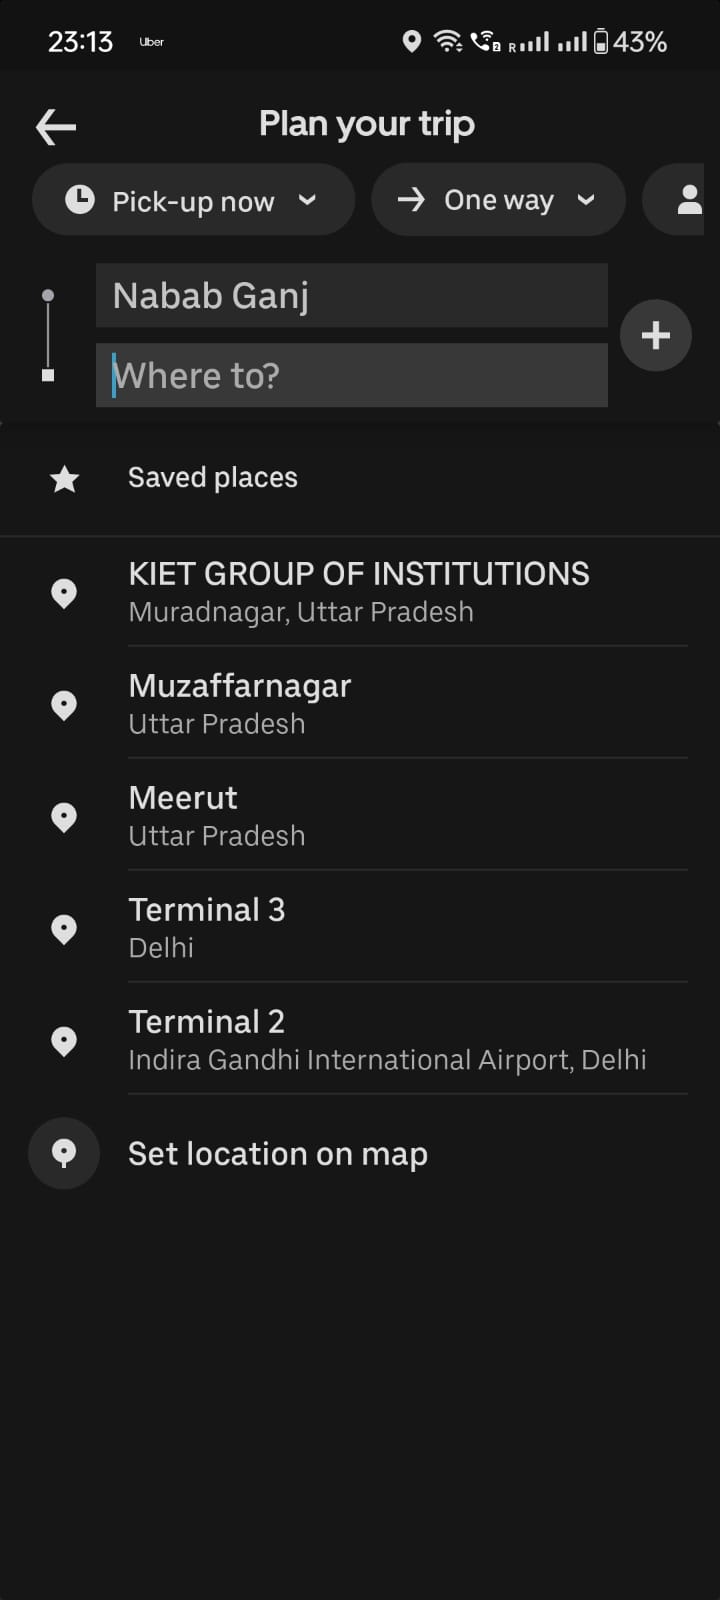 23:13 Uber 2 R 43%
Plan your trip
Pick-up now One way
Nabab Ganj
Where to?
Saved places
KIET GROUP OF INSTITUTIONS
Muradnagar, Uttar Pradesh
Muzaffarnagar
Uttar Pradesh
Meerut
Uttar Pradesh
Terminal 3
Delhi
Terminal 2
Indira Gandhi International Airport, Delhi
Set location on map